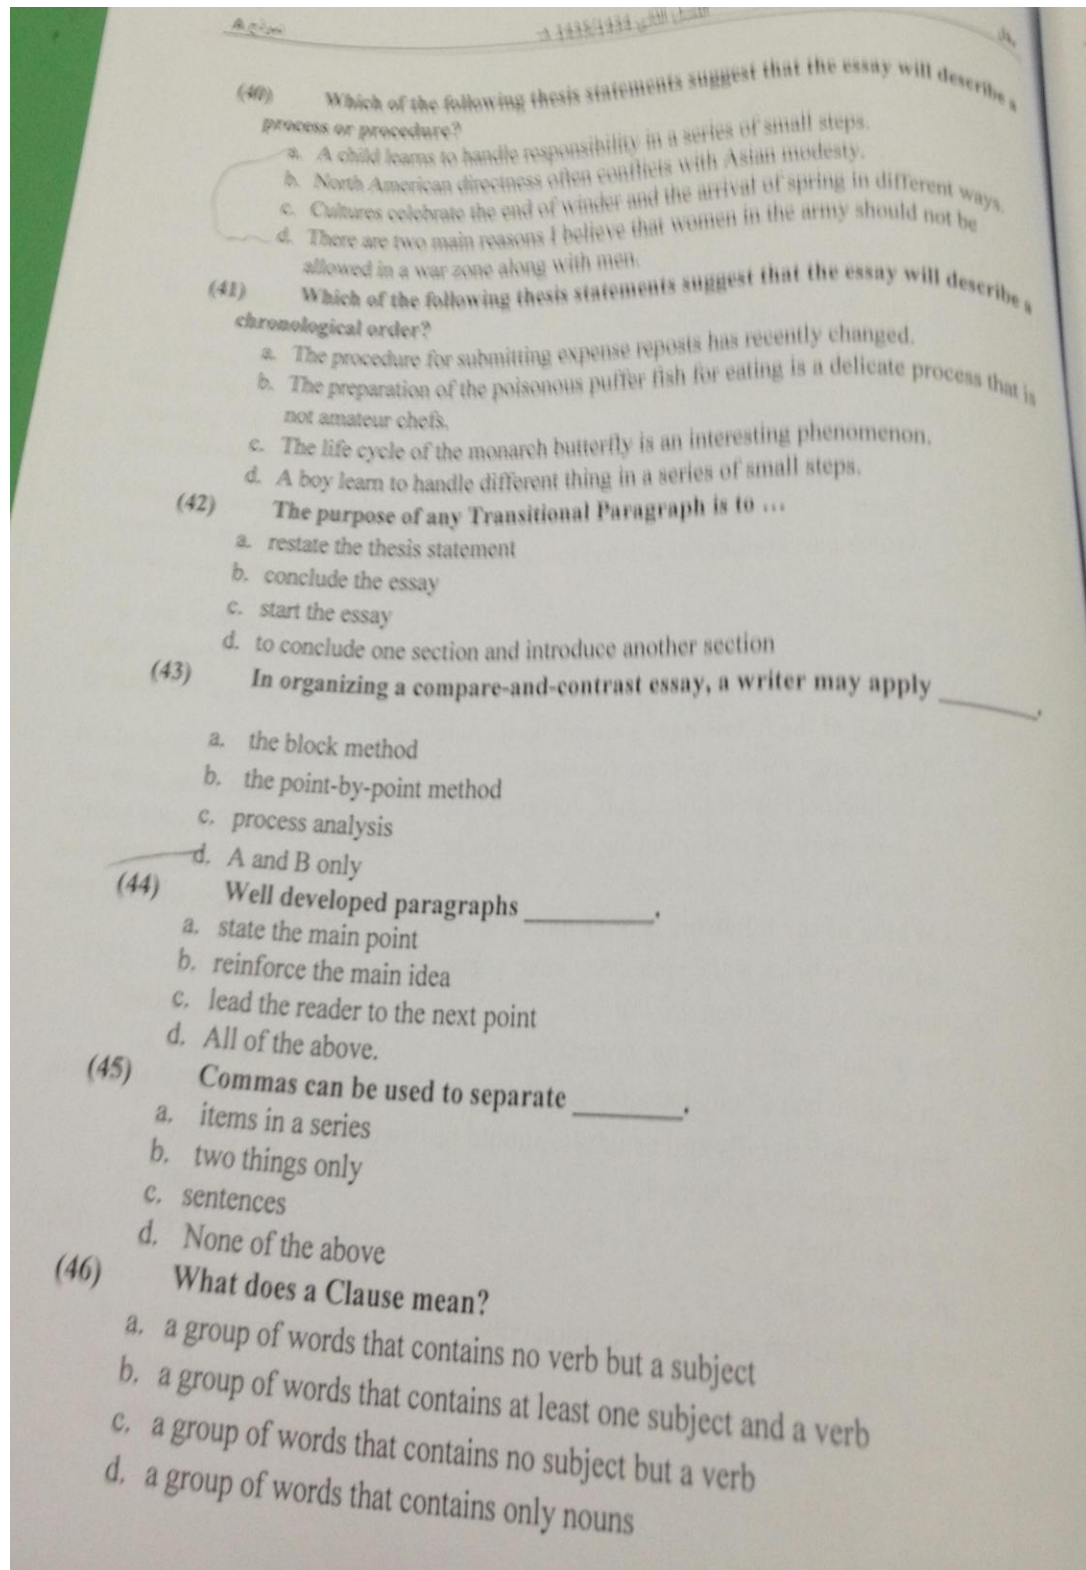 نموذج A
1435/1434
(40) Which of the following thesis statements suggest that the essay will describe a
process or procedure?
a. A child learns to handle responsibility in a series of small steps.
b. North American directness often conflicts with Asian modesty.
c. Cultures celebrate the end of winder and the arrival of spring in different ways.
d. There are two main reasons I believe that women in the army should not be
allowed in a war zone along with men.
(41) Which of the following thesis statements suggest that the essay will describe a
chronological order?
a. The procedure for submitting expense reposts has recently changed.
b. The preparation of the poisonous puffer fish for eating is a delicate process that is
not amateur chefs.
c. The life cycle of the monarch butterfly is an interesting phenomenon.
d. A boy learn to handle different thing in a series of small steps.
(42) The purpose of any Transitional Paragraph is to ...
a. restate the thesis statement
b. conclude the essay
c. start the essay
d. to conclude one section and introduce another section
(43) In organizing a compare-and-contrast essay, a writer may apply ________.
a. the block method
b. the point-by-point method
c. process analysis
d. A and B only
(44) Well developed paragraphs __________.
a. state the main point
b. reinforce the main idea
c. lead the reader to the next point
d. All of the above.
(45) Commas can be used to separate ________.
a. items in a series
b. two things only
c. sentences
d. None of the above
(46) What does a Clause mean?
a. a group of words that contains no verb but a subject
b. a group of words that contains at least one subject and a verb
c. a group of words that contains no subject but a verb
d. a group of words that contains only nouns